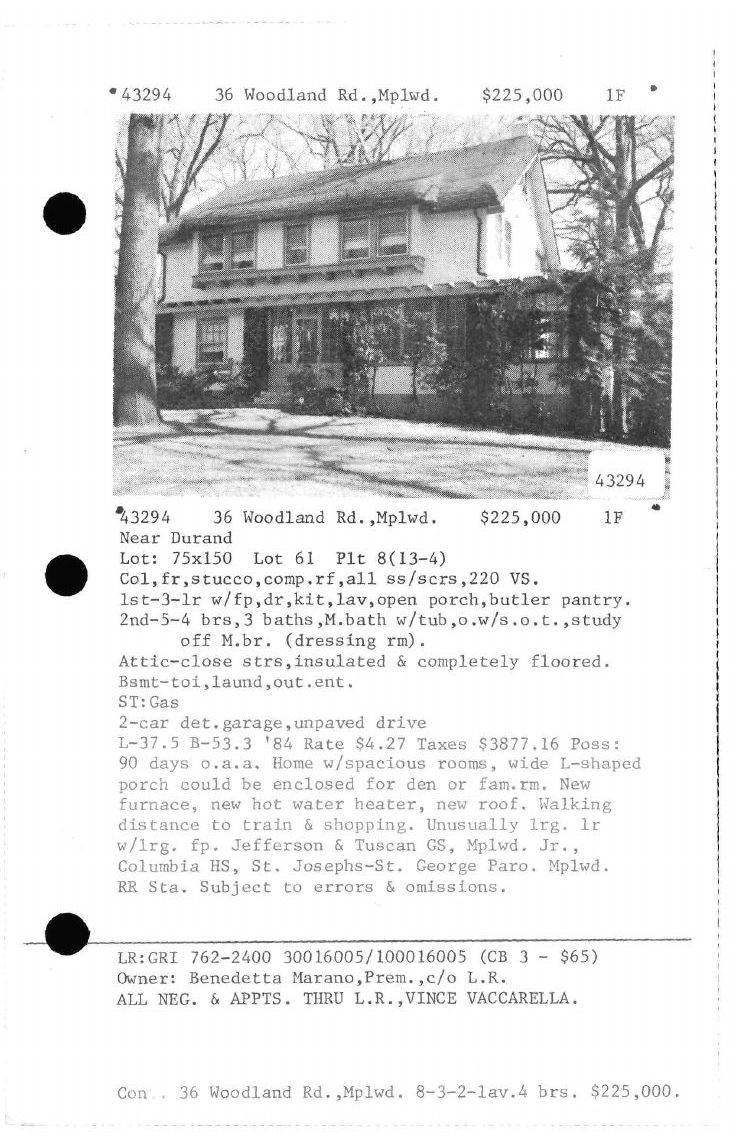 43294 36 Woodland Rd.,Mplwd. $225,000 1F
43294
43294 36 Woodland Rd.,Mplwd. $225,000 1F
Near Durand
Lot: 75x150 Lot 61 Plt 8(13-4)
Col,fr,stucco,comp.rf,all ss/scrs,220 VS.
1st-3-lr w/fp,dr,kit,lav,open porch,butler pantry.
2nd-5-4 brs,3 baths,M.bath w/tub,o.w/s.o.t.,study
off M.br. (dressing rm).
Attic-close strs,insulated & completely floored.
Bsmt-toi,laund,out.ent.
ST:Gas
2-car det.garage,unpaved drive
L-37.5 B-53.3 '84 Rate $4.27 Taxes $3877.16 Poss:
90 days o.a.a. Home w/spacious rooms, wide L-shaped
porch could be enclosed for den or fam.rm. New
furnace, new hot water heater, new roof. Walking
distance to train & shopping. Unusually lrg. lr
w/lrg. fp. Jefferson & Tuscan GS, Mplwd. Jr.,
Columbia HS, St. Josephs-St. George Paro. Mplwd.
RR Sta. Subject to errors & omissions.
LR:GRI 762-2400 30016005/100016005 (CB 3 - $65)
Owner: Benedetta Marano,Prem.,c/o L.R.
ALL NEG. & APPTS. THRU L.R.,VINCE VACCARELLA.
36 Woodland Rd.,Mplwd. 8-3-2-lav.4 brs. $225,000.